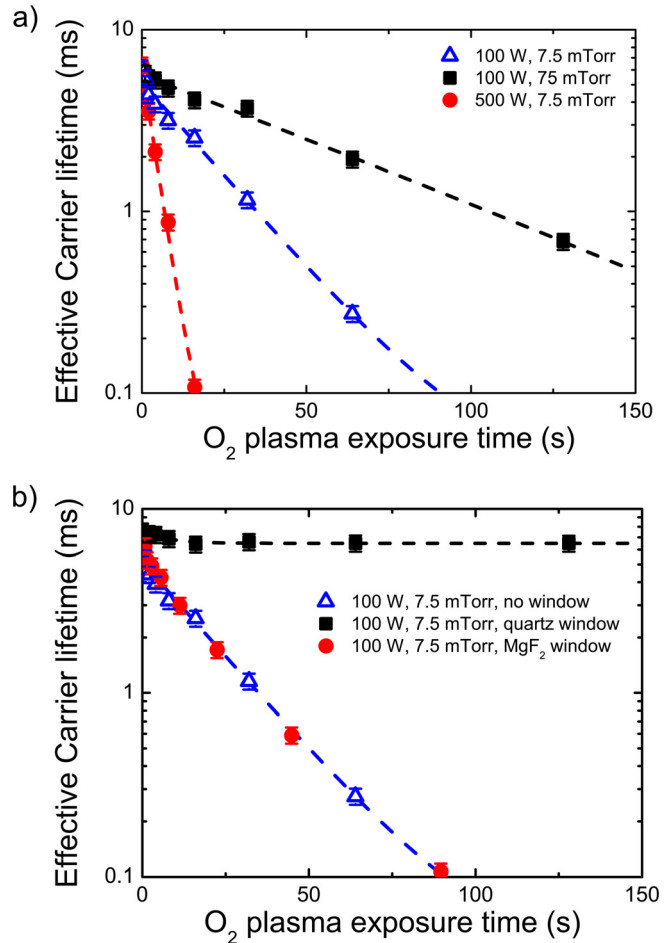 a)
10
1
0.1
Effective Carrier lifetime (ms)
100 W, 7.5 mTorr
100 W, 75 mTorr
500 W, 7.5 mTorr
0 50 100 150
O₂ plasma exposure time (s)
b)
10
1
0.1
Effective Carrier lifetime (ms)
100 W, 7.5 mTorr, no window
100 W, 7.5 mTorr, quartz window
100 W, 7.5 mTorr, MgF₂ window
0 50 100 150
O₂ plasma exposure time (s)